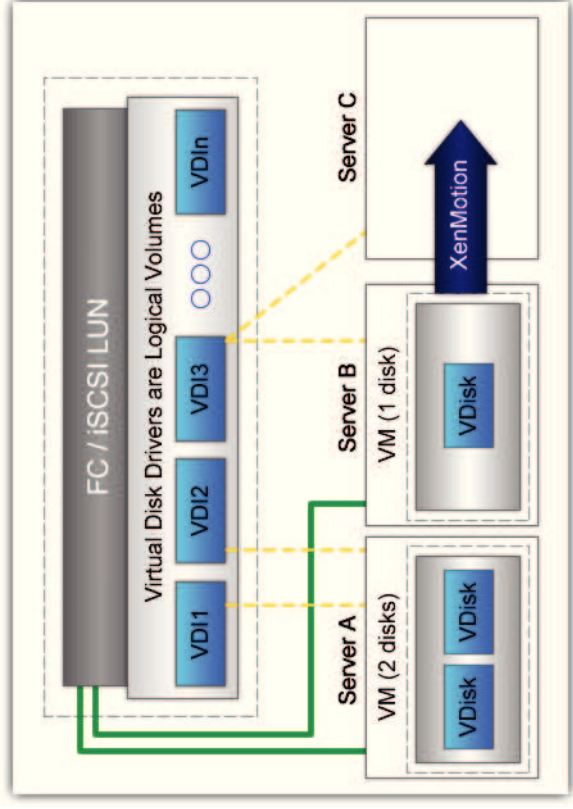 FC / iSCSI LUN
Virtual Disk Drivers are Logical Volumes
VDI1 VDI2 VDI3 VDIn
Server A Server B Server C
VM (2 disks) VM (1 disk)
VDisk VDisk VDisk XenMotion